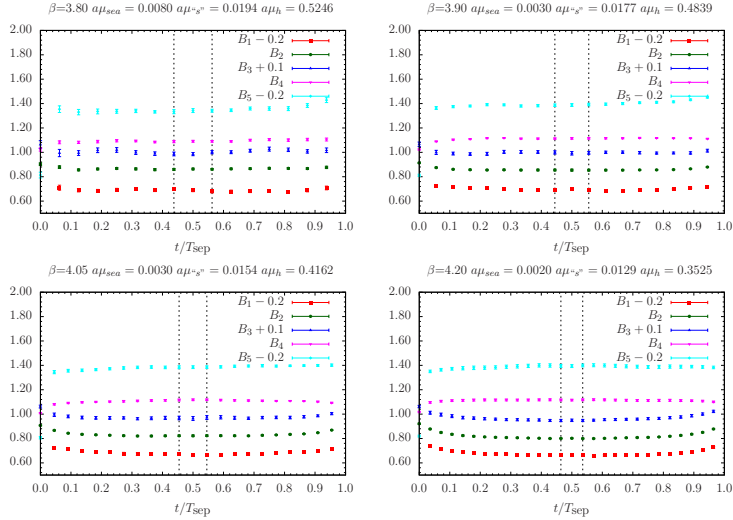 β=3.80 aμsea = 0.0080 aμ“s” = 0.0194 aμh = 0.5246
2.00
1.80
1.60
1.40
1.20
1.00
0.80
0.60
B1 − 0.2
B2
B3 + 0.1
B4
B5 − 0.2
0.0 0.1 0.2 0.3 0.4 0.5 0.6 0.7 0.8 0.9 1.0
t/Tsep
β=3.90 aμsea = 0.0030 aμ“s” = 0.0177 aμh = 0.4839
2.00
1.80
1.60
1.40
1.20
1.00
0.80
0.60
B1 − 0.2
B2
B3 + 0.1
B4
B5 − 0.2
0.0 0.1 0.2 0.3 0.4 0.5 0.6 0.7 0.8 0.9 1.0
t/Tsep
β=4.05 aμsea = 0.0030 aμ“s” = 0.0154 aμh = 0.4162
2.00
1.80
1.60
1.40
1.20
1.00
0.80
0.60
B1 − 0.2
B2
B3 + 0.1
B4
B5 − 0.2
0.0 0.1 0.2 0.3 0.4 0.5 0.6 0.7 0.8 0.9 1.0
t/Tsep
β=4.20 aμsea = 0.0020 aμ“s” = 0.0129 aμh = 0.3525
2.00
1.80
1.60
1.40
1.20
1.00
0.80
0.60
B1 − 0.2
B2
B3 + 0.1
B4
B5 − 0.2
0.0 0.1 0.2 0.3 0.4 0.5 0.6 0.7 0.8 0.9 1.0
t/Tsep